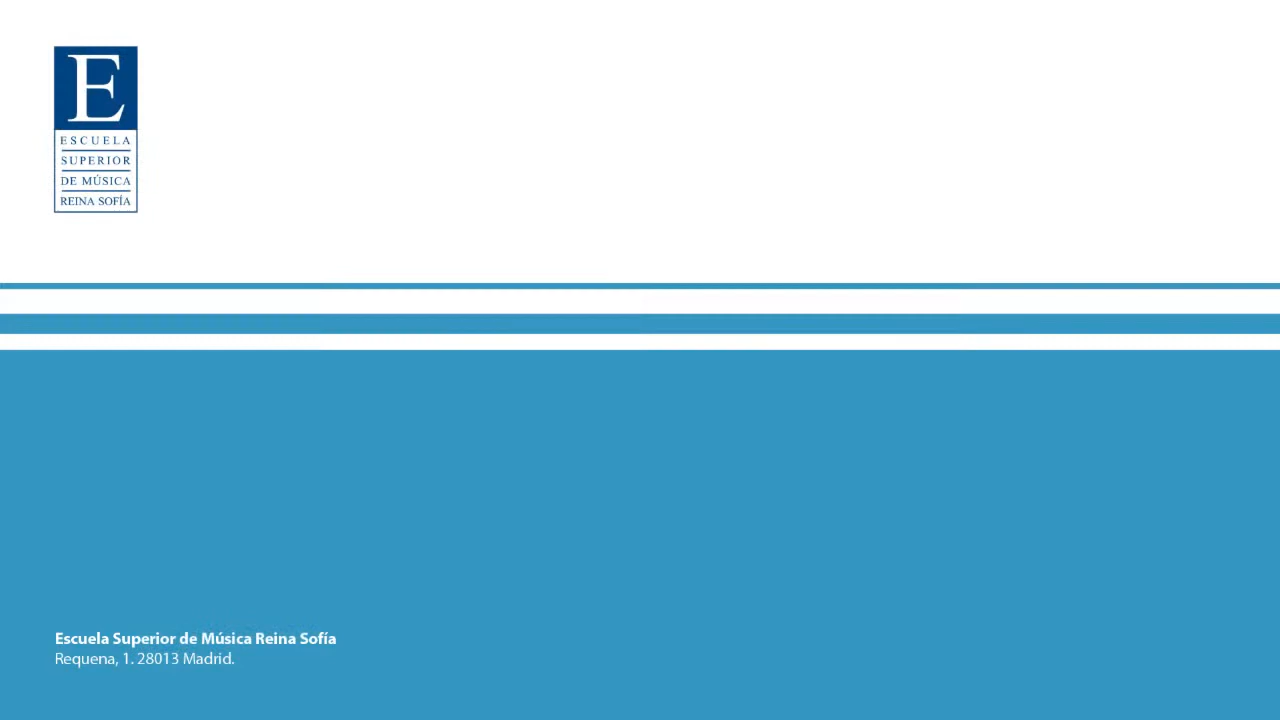 E
ESCUELA
SUPERIOR
DE MÚSICA
REINA SOFÍA
Escuela Superior de Música Reina Sofía
Requena, 1. 28013 Madrid.